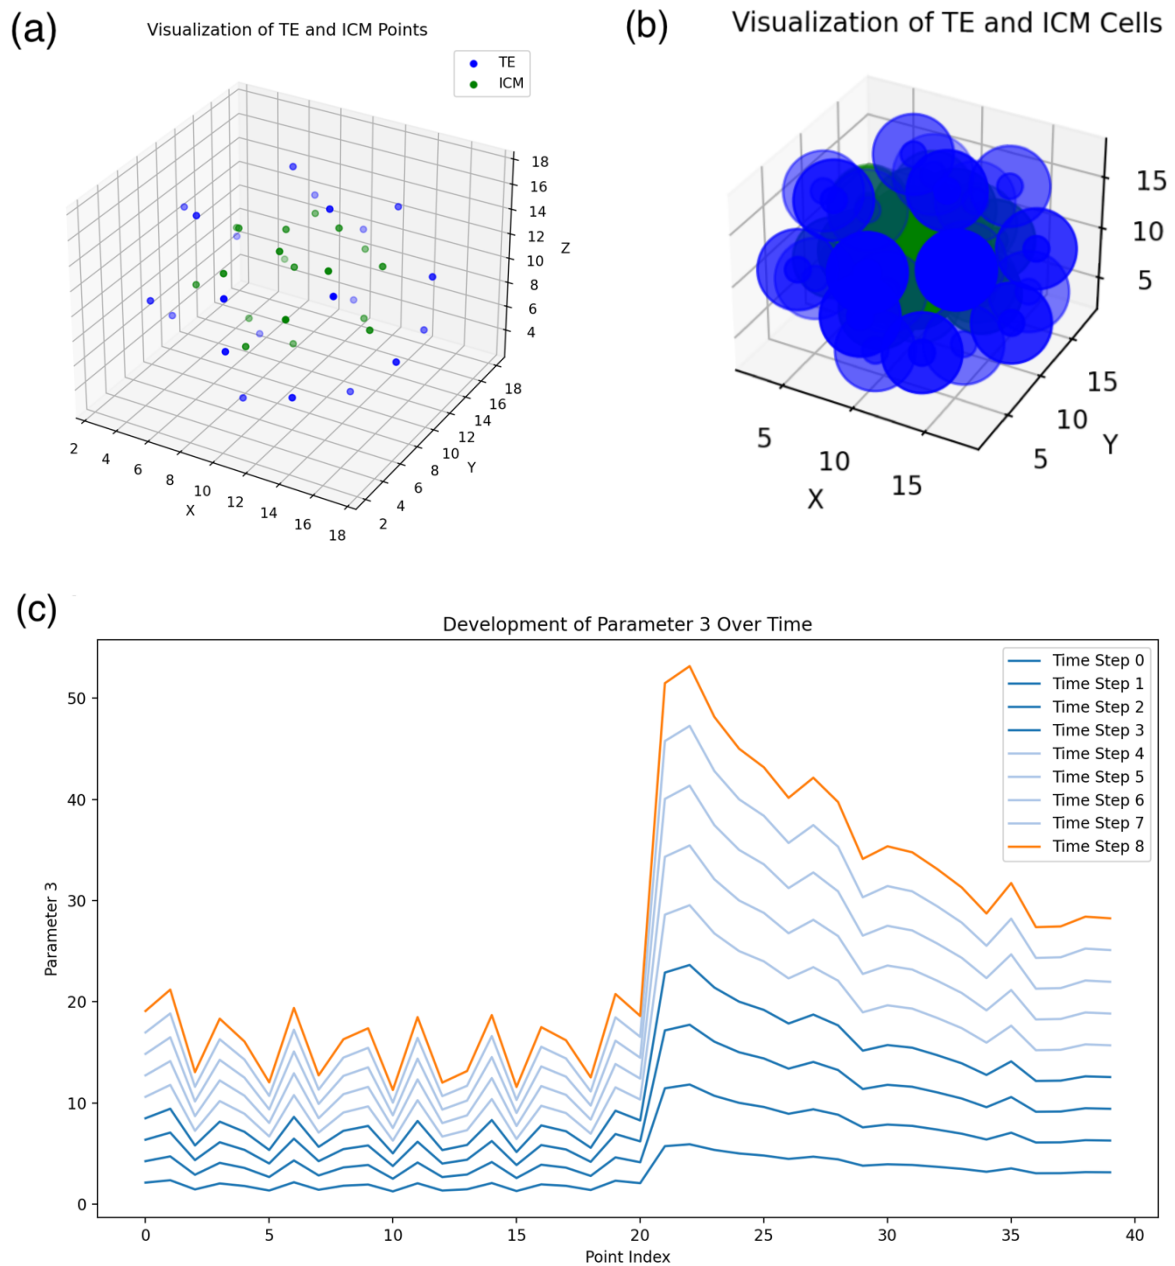 (a)
Visualization of TE and ICM Points
TE
ICM
18
16
14
12
10
8
6
4
Z
2
4
6
8
10
12
14
16
18
X
2
4
6
8
10
12
14
16
18
Y
(b)
Visualization of TE and ICM Cells
15
10
5
5
10
15
X
5
10
15
Y
(c)
Development of Parameter 3 Over Time
Time Step 0
Time Step 1
Time Step 2
Time Step 3
Time Step 4
Time Step 5
Time Step 6
Time Step 7
Time Step 8
Parameter 3
50
40
30
20
10
0
0 5 10 15 20 25 30 35 40
Point Index